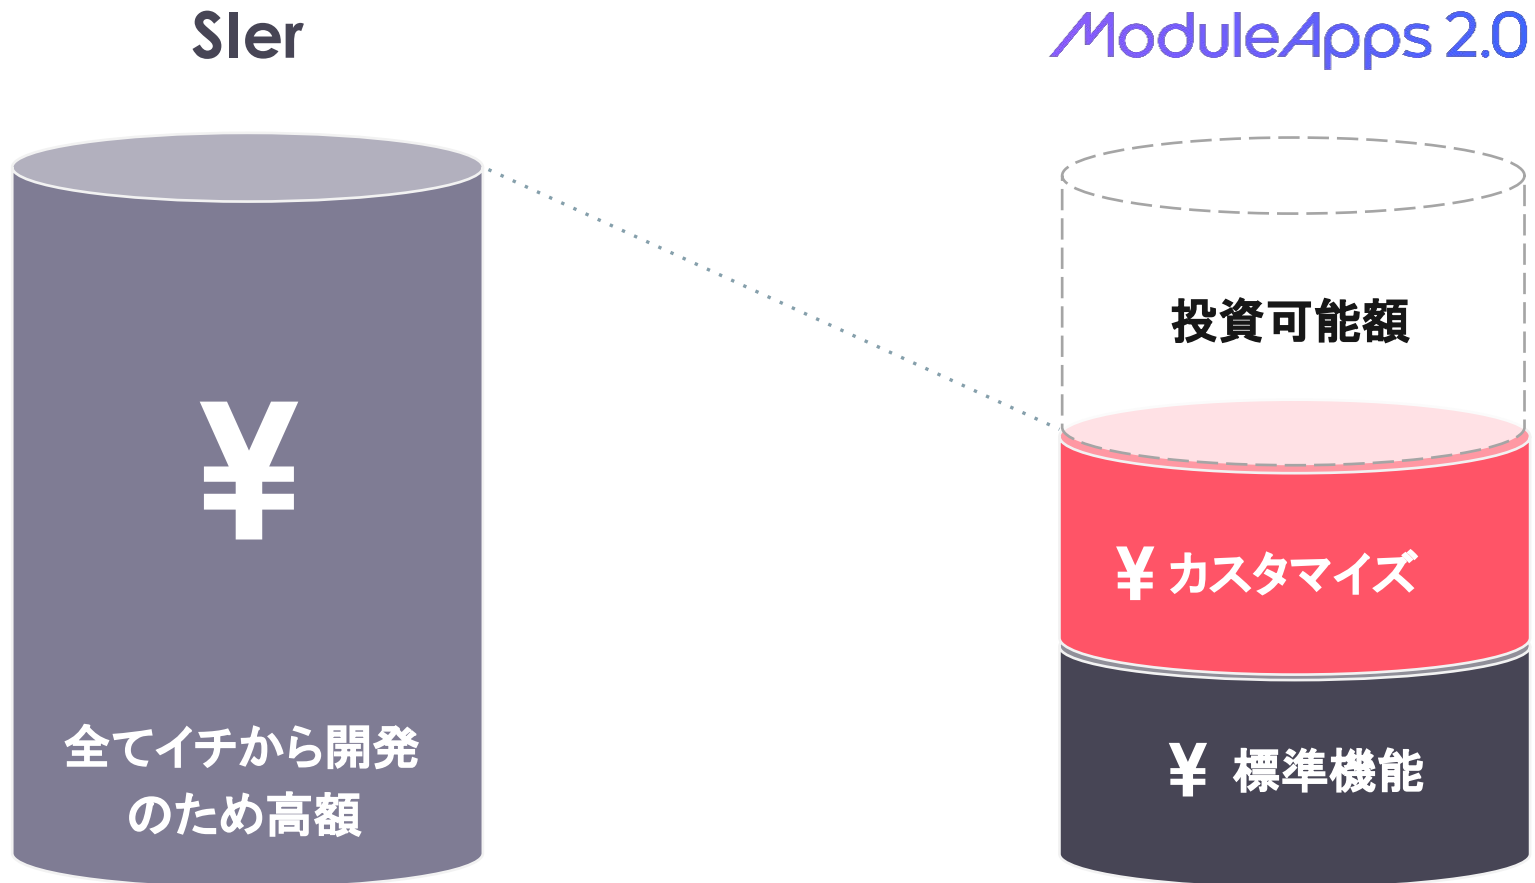 SIer
ModuleApps 2.0
投資可能額
¥
¥ カスタマイズ
全てイチから開発
のため高額
¥ 標準機能